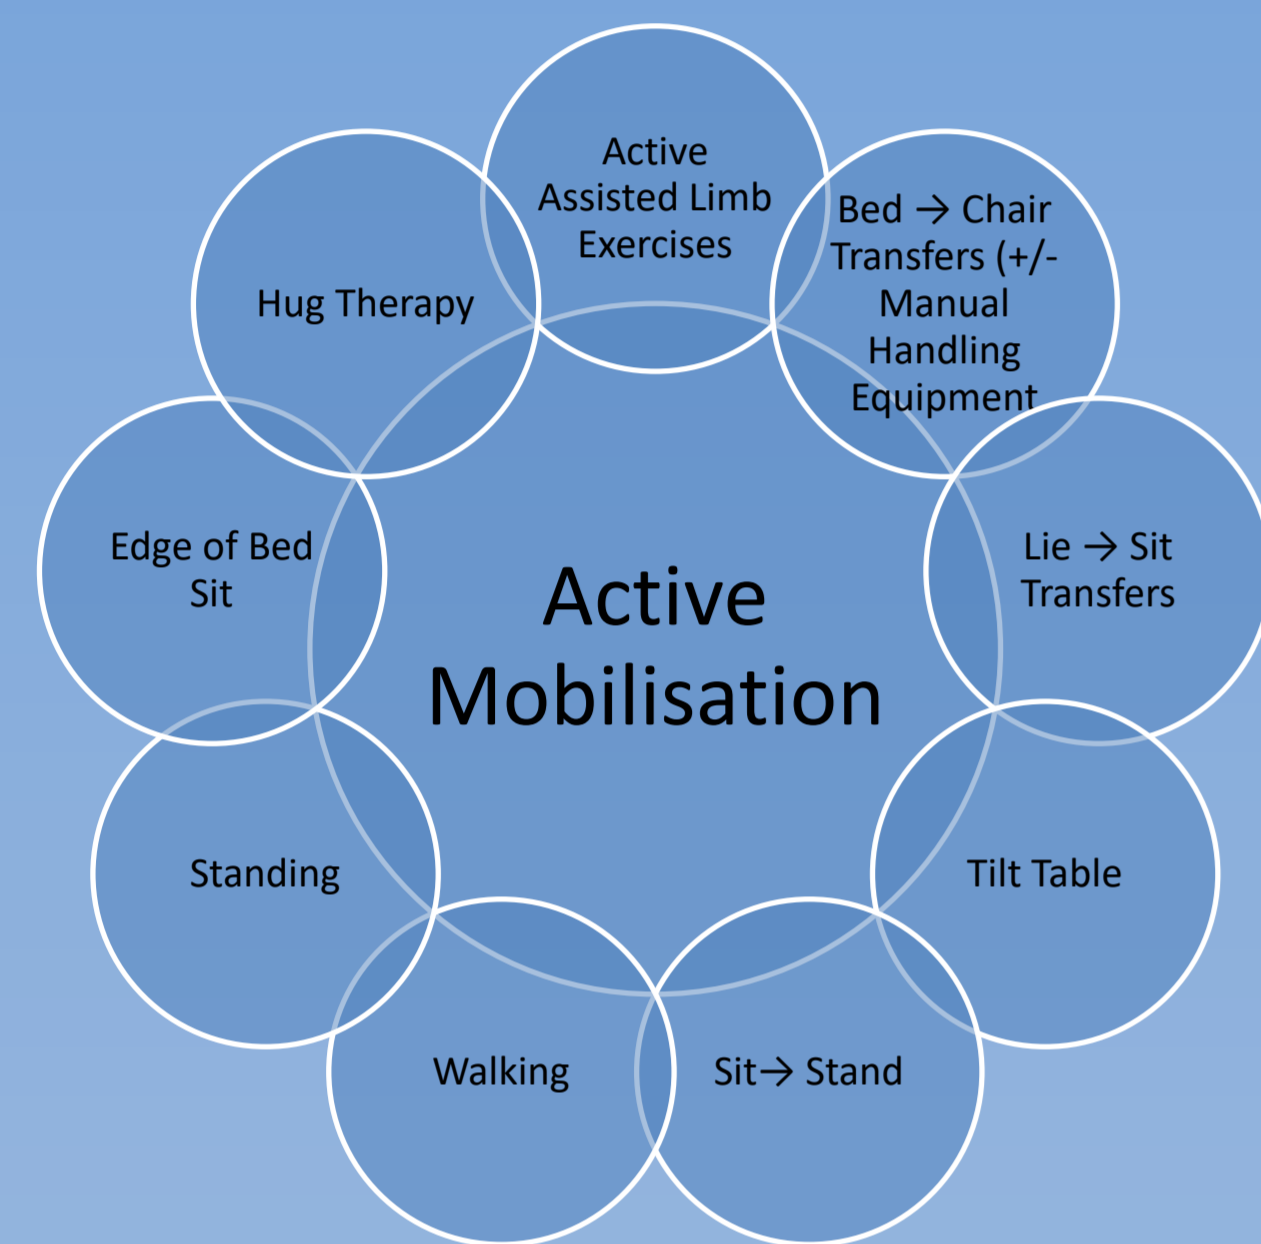 Active
Assisted Limb
Exercises
Bed → Chair
Transfers (+/-
Manual
Handling
Equipment
Lie → Sit
Transfers
Tilt Table
Sit→ Stand
Walking
Standing
Edge of Bed
Sit
Hug Therapy
Active
Mobilisation